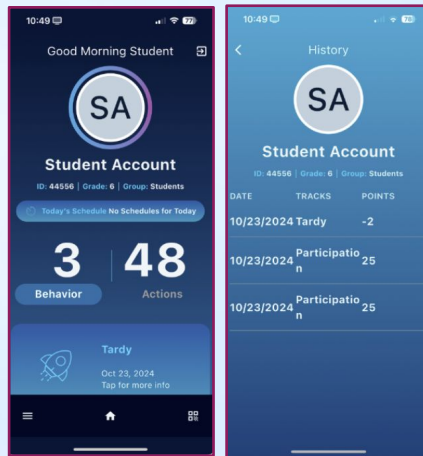 10:49
77
Good Morning Student
SA
Student Account
ID: 44556 | Grade: 6 | Group: Students
Today's Schedule No Schedules for Today
3
48
Behavior
Actions
Tardy
Oct 23, 2024
Tap for more info
10:49
History
SA
Student Account
ID: 44556 | Grade: 6 | Group: Students
DATE TRACKS POINTS
10/23/2024 Tardy -2
10/23/2024 Participatio 25
n
10/23/2024 Participatio 25
n